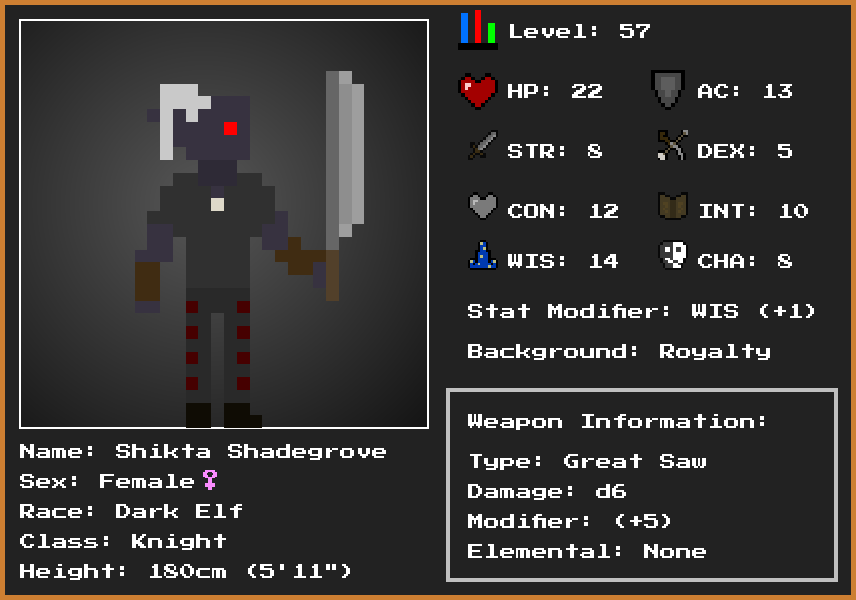 Level: 57
HP: 22
AC: 13
STR: 8
DEX: 5
CON: 12
INT: 10
WIS: 14
CHA: 8
Stat Modifier: WIS (+1)
Background: Royalty
Weapon Information:
Type: Great Saw
Damage: d6
Modifier: (+5)
Elemental: None
Name: Shikta Shadegrove
Sex: Female♀
Race: Dark Elf
Class: Knight
Height: 180cm (5'11")